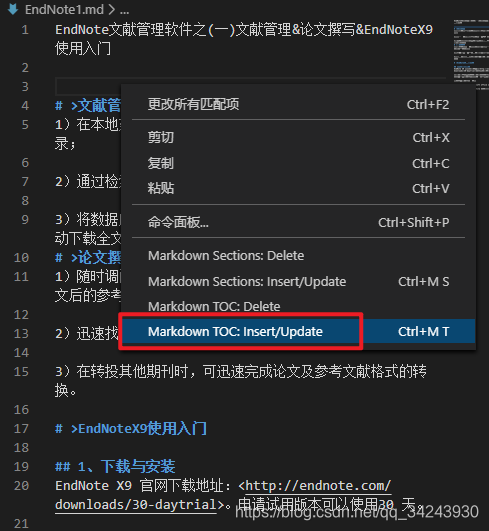 EndNote1.md > ...
1 EndNote文献管理软件之(一)文献管理&论文撰写&EndNoteX9
使用入门
2
3
4 # >文献管
更改所有匹配项 Ctrl+F2
5 1）在本地
剪切 Ctrl+X
录；
6
复制 Ctrl+C
7 2）通过检
粘贴 Ctrl+V
8
9 3）将数据
命令面板... Ctrl+Shift+P
动下载全文
10 # >论文撰
Markdown Sections: Delete
11 1）随时调
Markdown Sections: Insert/Update Ctrl+M S
文后的参考
Markdown TOC: Delete
12
13 2）迅速找
Markdown TOC: Insert/Update Ctrl+M T
14
15 3）在转投其他期刊时，可迅速完成论文及参考文献格式的转
换。
16
17 # >EndNoteX9使用入门
18
19 ## 1、下载与安装
20 EndNote X9 官网下载地址：<http://endnote.com/
downloads/30-daytrial>。申请试用版本可以使用30 天，
21
https://blog.csdn.net/qq_34243930